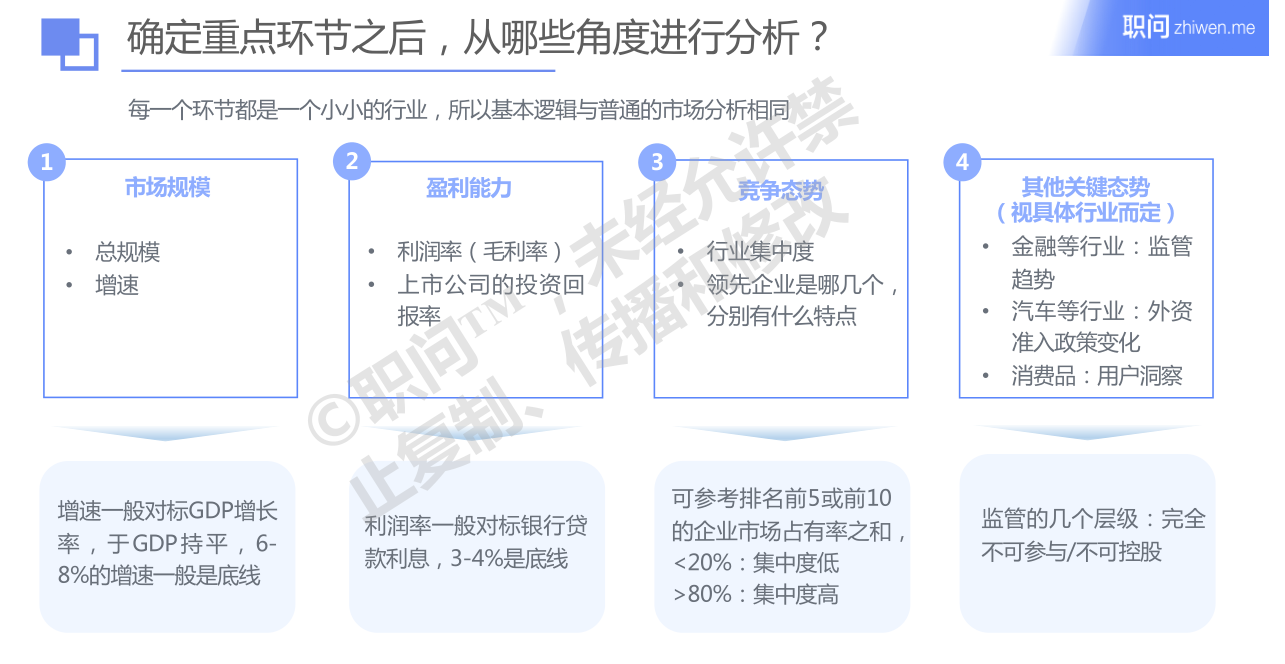 确定重点环节之后，从哪些角度进行分析？
职问 zhiwen.me
每一个环节都是一个小小的行业，所以基本逻辑与普通的市场分析相同
1
市场规模
• 总规模
• 增速
增速一般对标GDP增长
率，于GDP持平，6-
8%的增速一般是底线
2
盈利能力
• 利润率（毛利率）
• 上市公司的投资回
报率
利润率一般对标银行贷
款利息，3-4%是底线
3
竞争态势
• 行业集中度
• 领先企业是哪几个，
分别有什么特点
可参考排名前5或前10
的企业市场占有率之和，
<20%：集中度低
>80%：集中度高
4
其他关键态势
（视具体行业而定）
• 金融等行业：监管
趋势
• 汽车等行业：外资
准入政策变化
• 消费品：用户洞察
监管的几个层级：完全
不可参与/不可控股
©职问™，未经允许禁
止复制、传播和修改